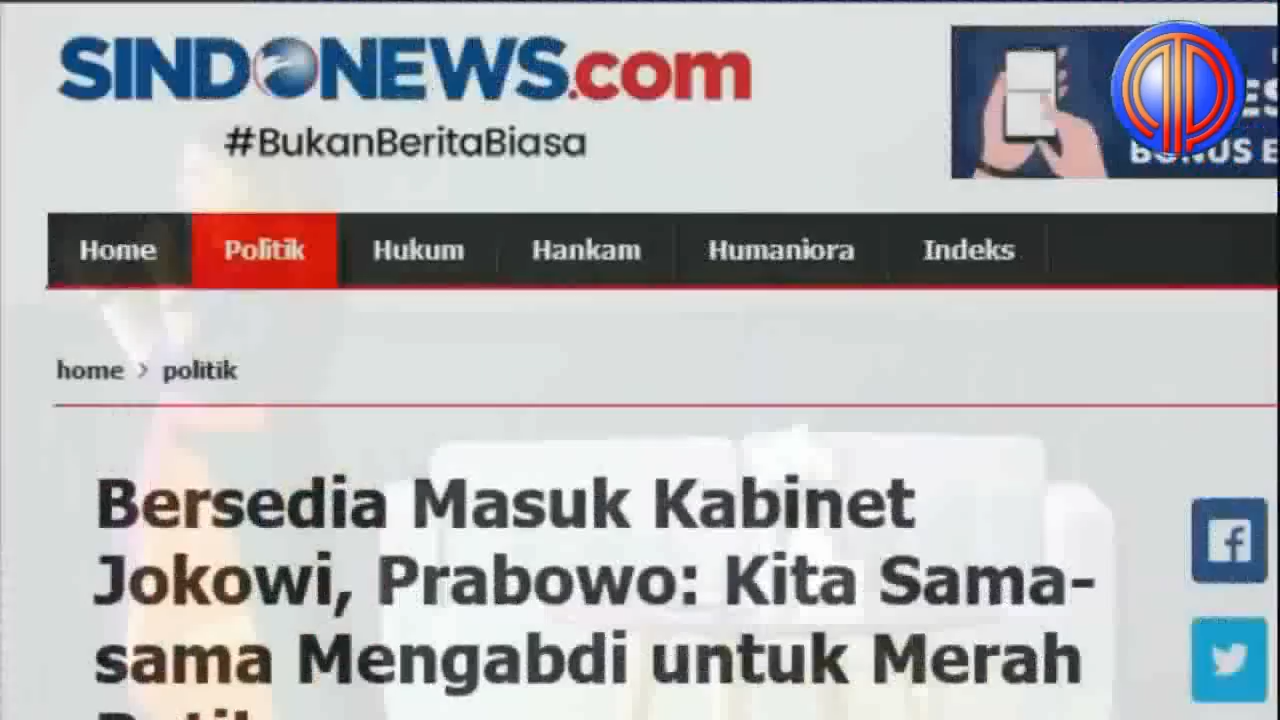 SINDONEWS.com
#BukanBeritaBiasa
BONUS
Home Politik Hukum Hankam Humaniora Indeks
home > politik
Bersedia Masuk Kabinet
Jokowi, Prabowo: Kita Sama-
sama Mengabdi untuk Merah